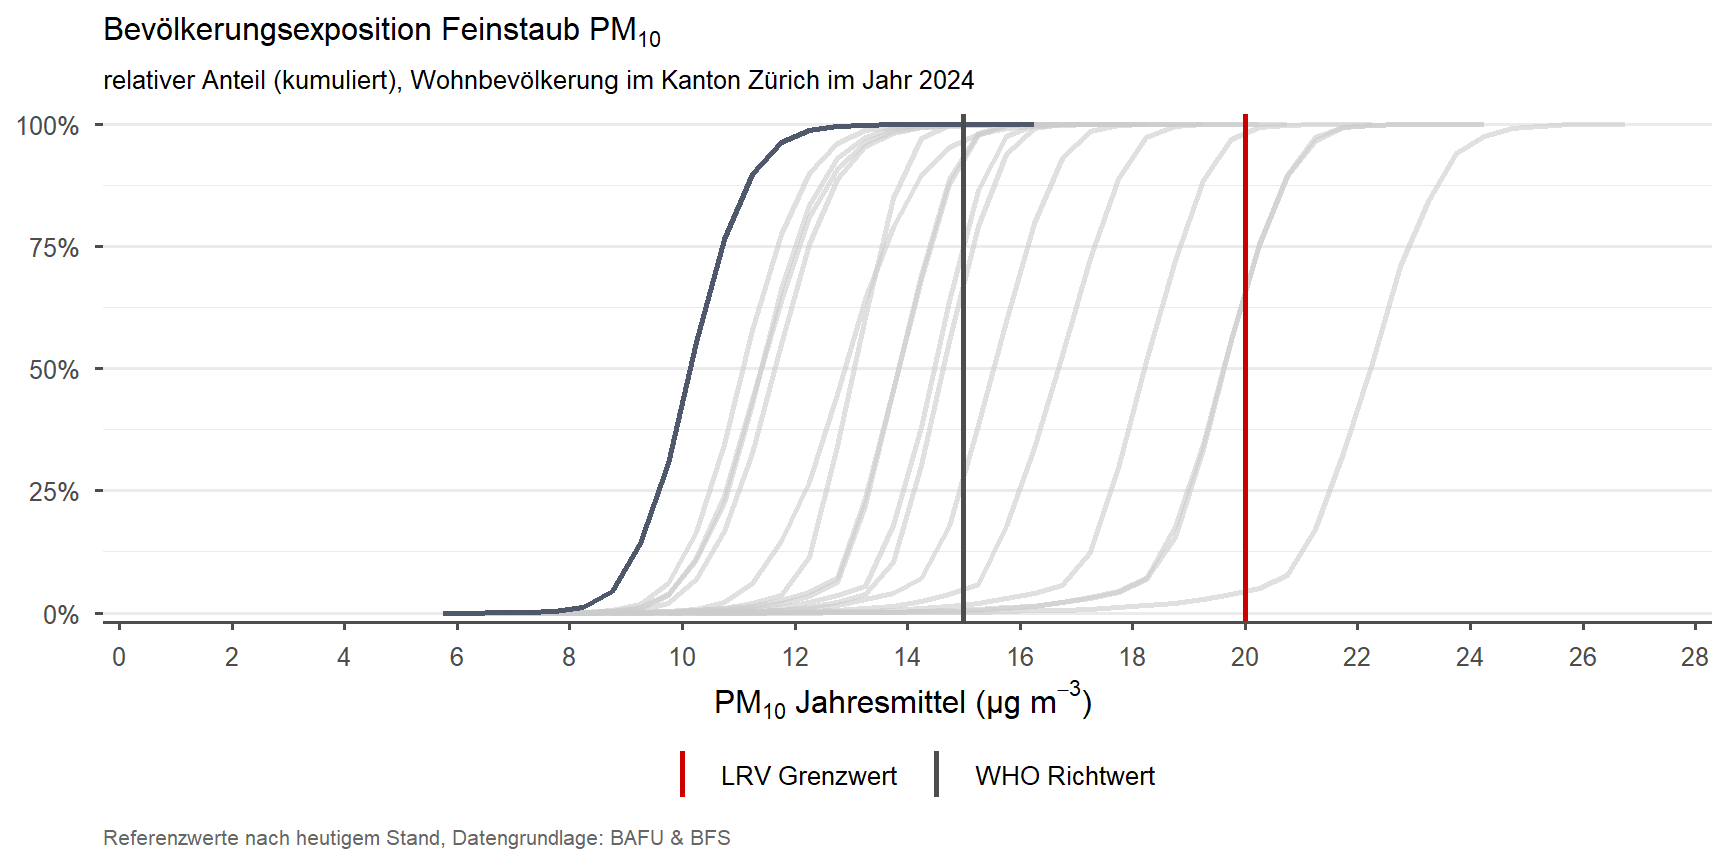 Bevölkerungsexposition Feinstaub PM₁₀
relativer Anteil (kumuliert), Wohnbevölkerung im Kanton Zürich im Jahr 2024
100%
75%
50%
25%
0%
0 2 4 6 8 10 12 14 16 18 20 22 24 26 28
PM₁₀ Jahresmittel (µg m⁻³)
LRV Grenzwert WHO Richtwert
Referenzwerte nach heutigem Stand, Datengrundlage: BAFU & BFS